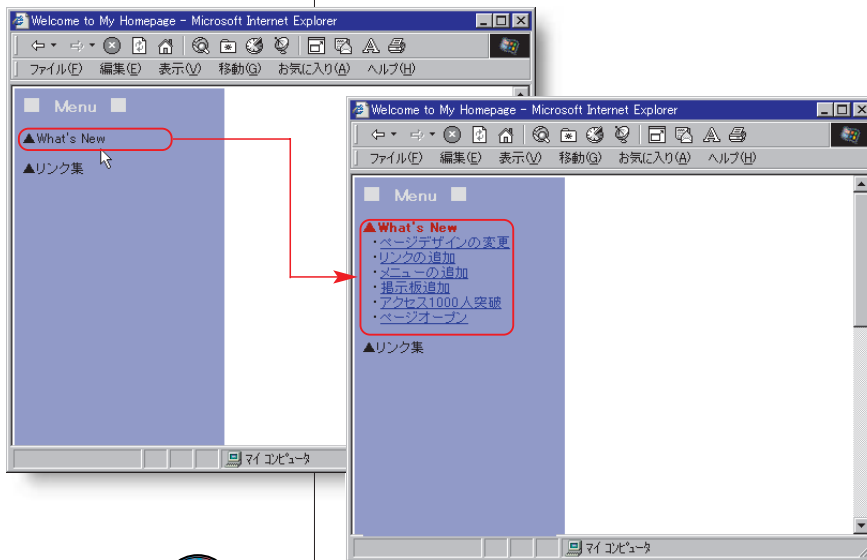 Welcome to My Homepage - Microsoft Internet Explorer
ファイル(F) 編集(E) 表示(V) 移動(G) お気に入り(A) ヘルプ(H)
■ Menu ■
▲What's New
▲リンク集
マイ コンピュータ
Welcome to My Homepage - Microsoft Internet Explorer
ファイル(F) 編集(E) 表示(V) 移動(G) お気に入り(A) ヘルプ(H)
■ Menu ■
▲What's New
・ページデザインの変更
・リンクの追加
・メニューの追加
・掲示板追加
・アクセス1000人突破
・ページオープン
▲リンク集
マイ コンピュータ